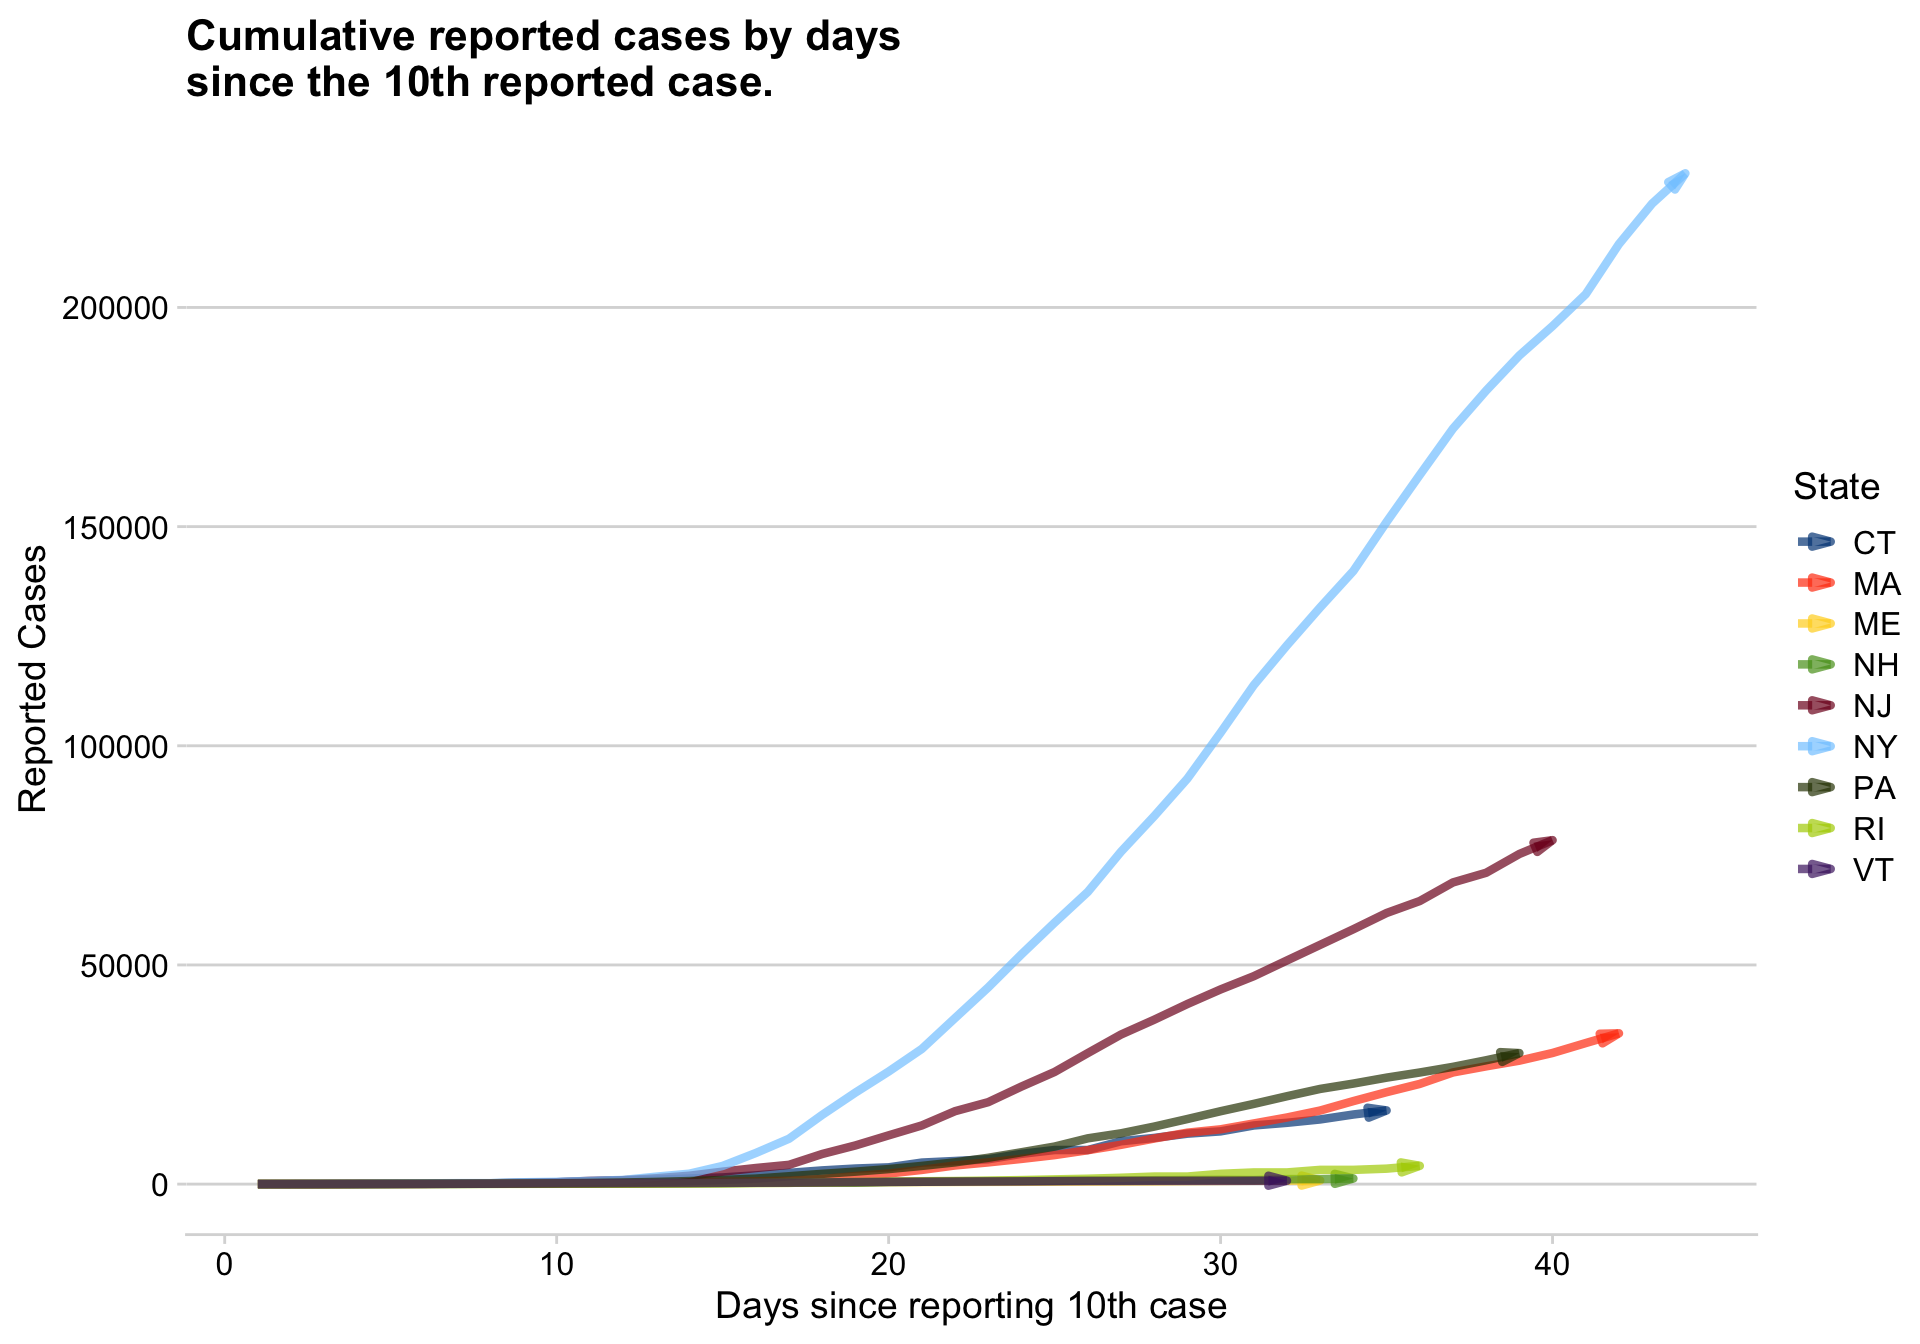 Cumulative reported cases by days
since the 10th reported case.
200000
150000
100000
50000
0
Reported Cases
0 10 20 30 40
Days since reporting 10th case
State
CT
MA
ME
NH
NJ
NY
PA
RI
VT